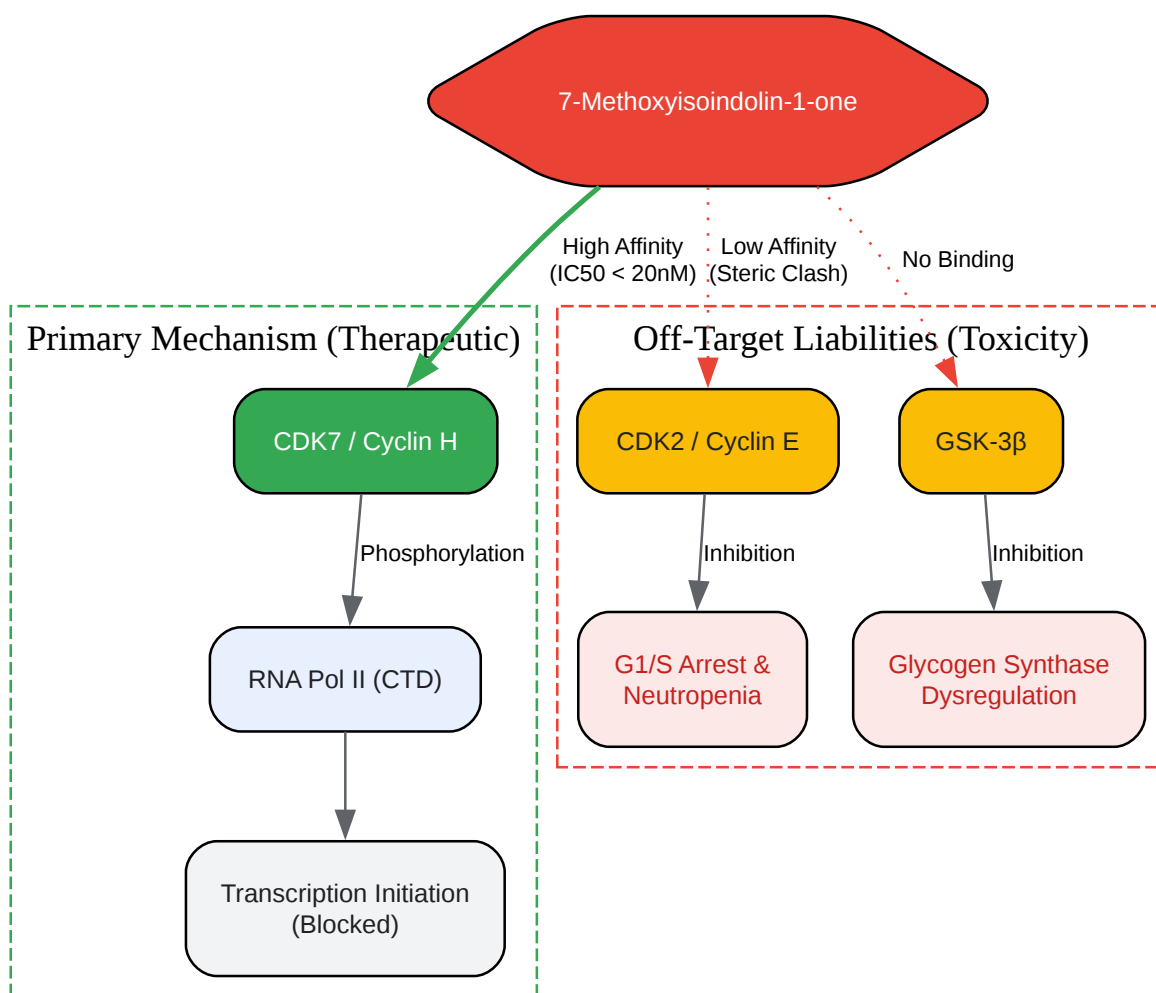 7-Methoxyisoindolin-1-one
High Affinity
(IC50 < 20nM)
Low Affinity
(Steric Clash)
No Binding
Primary Mechanism (Therapeutic)
Off-Target Liabilities (Toxicity)
CDK7 / Cyclin H
CDK2 / Cyclin E
GSK-3β
Phosphorylation
Inhibition
Inhibition
RNA Pol II (CTD)
G1/S Arrest &
Neutropenia
Glycogen Synthase
Dysregulation
Transcription Initiation
(Blocked)